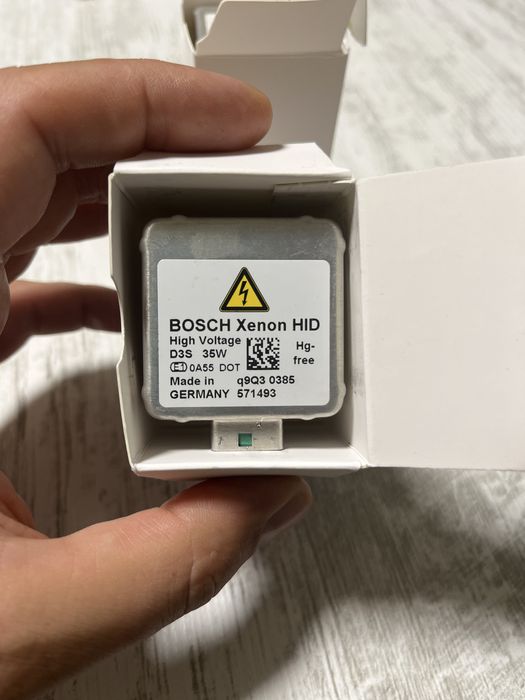 BOSCH Xenon HID
High Voltage
D3S 35W
Hg-
free
E1 0A55 DOT
Made in q9Q3 0385
GERMANY 571493